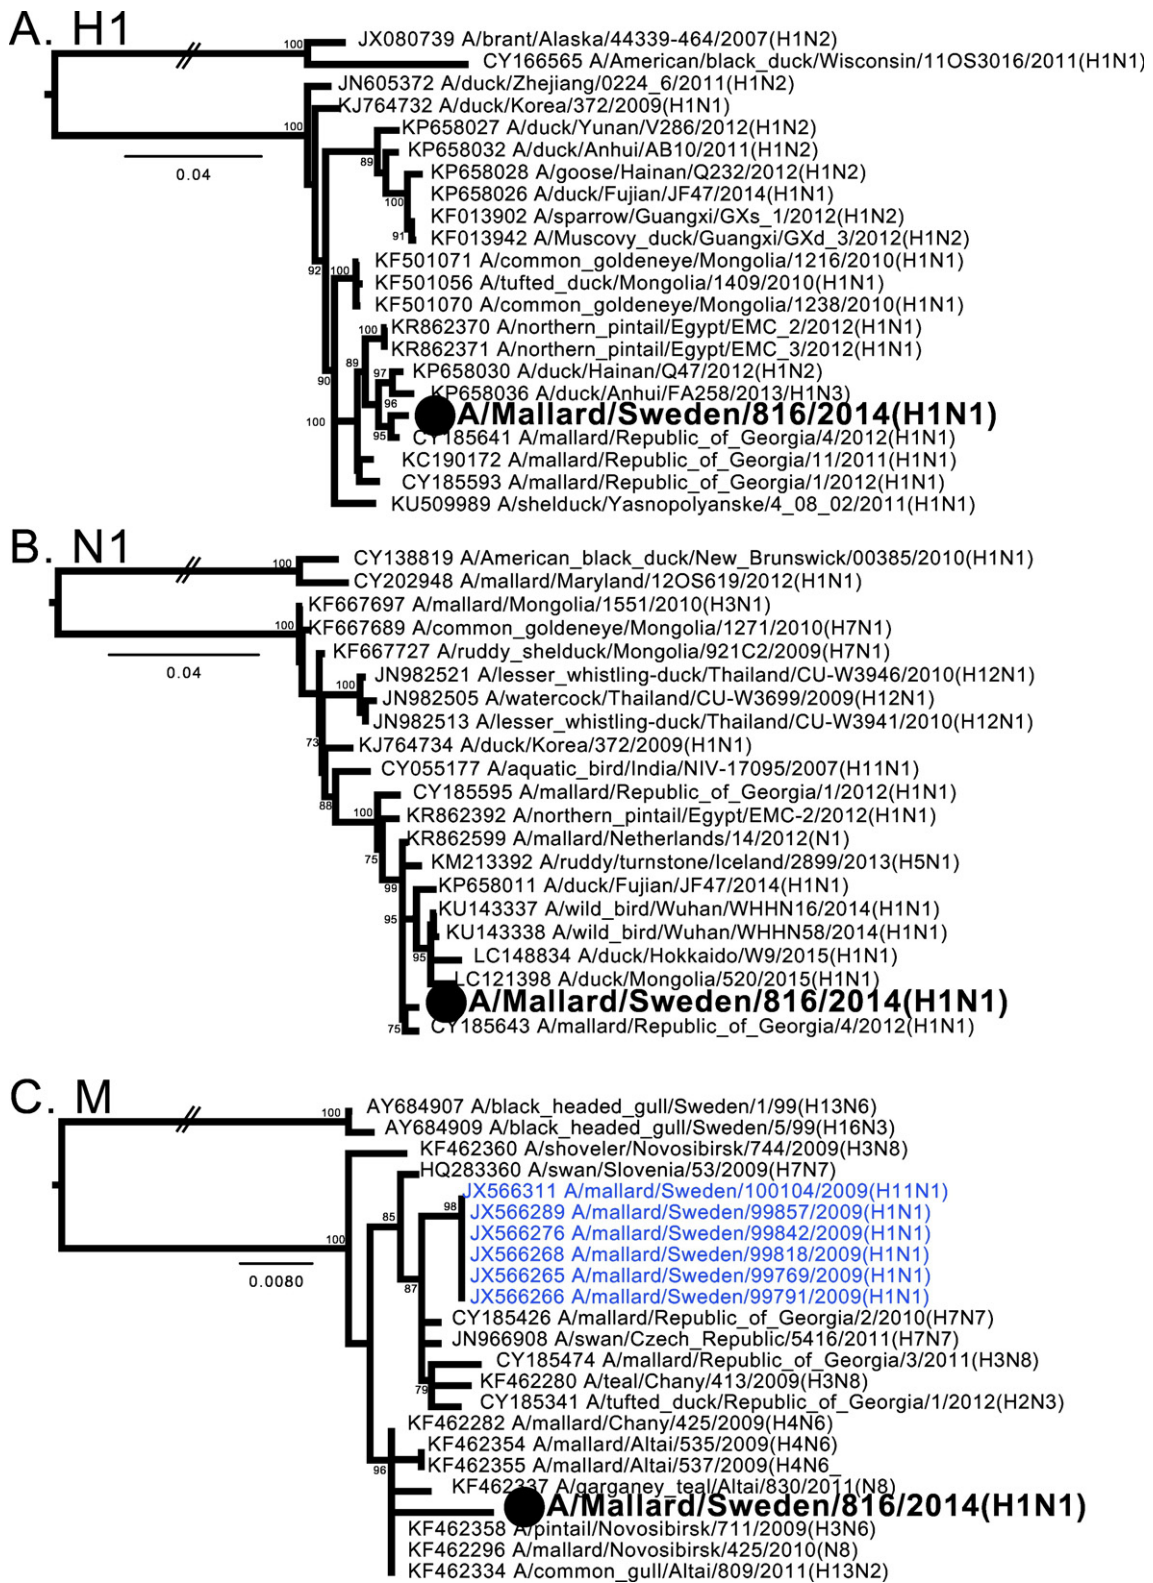 A. H1
100
JX080739 A/brant/Alaska/44339-464/2007(H1N2)
CY166565 A/American_black_duck/Wisconsin/11OS3016/2011(H1N1)
JN605372 A/duck/Zhejiang/0224_6/2011(H1N2)
KJ764732 A/duck/Korea/372/2009(H1N1)
100
KP658027 A/duck/Yunan/V286/2012(H1N2)
KP658032 A/duck/Anhui/AB10/2011(H1N2)
89
0.04
KP658028 A/goose/Hainan/Q232/2012(H1N2)
KP658026 A/duck/Fujian/JF47/2014(H1N1)
100
KF013902 A/sparrow/Guangxi/GXs_1/2012(H1N2)
91
KF013942 A/Muscovy_duck/Guangxi/GXd_3/2012(H1N2)
KF501071 A/common_goldeneye/Mongolia/1216/2010(H1N1)
92
100
KF501056 A/tufted_duck/Mongolia/1409/2010(H1N1)
KF501070 A/common_goldeneye/Mongolia/1238/2010(H1N1)
100
KR862370 A/northern_pintail/Egypt/EMC_2/2012(H1N1)
KR862371 A/northern_pintail/Egypt/EMC_3/2012(H1N1)
89
97
KP658030 A/duck/Hainan/Q47/2012(H1N2)
90
KP658036 A/duck/Anhui/FA258/2013/H1N3)
96
A/Mallard/Sweden/816/2014(H1N1)
100
95
CY185641 A/mallard/Republic_of_Georgia/4/2012(H1N1)
KC190172 A/mallard/Republic_of_Georgia/11/2011(H1N1)
CY185593 A/mallard/Republic_of_Georgia/1/2012(H1N1)
KU509989 A/shelduck/Yasnopolyanske/4_08_02/2011(H1N1)
B. N1
100
CY138819 A/American_black_duck/New_Brunswick/00385/2010(H1N1)
CY202948 A/mallard/Maryland/12OS619/2012(H1N1)
KF667697 A/mallard/Mongolia/1551/2010(H3N1)
100
KF667689 A/common_goldeneye/Mongolia/1271/2010(H7N1)
KF667727 A/ruddy_shelduck/Mongolia/921C2/2009(H7N1)
0.04
JN982521 A/lesser_whistling-duck/Thailand/CU-W3946/2010(H12N1)
100
JN982505 A/watercock/Thailand/CU-W3699/2009(H12N1)
JN982513 A/lesser_whistling-duck/Thailand/CU-W3941/2010(H12N1)
73
KJ764734 A/duck/Korea/372/2009(H1N1)
CY055177 A/aquatic_bird/India/NIV-17095/2007(H11N1)
88
CY185595 A/mallard/Republic_of_Georgia/1/2012(H1N1)
100
KR862392 A/northern_pintail/Egypt/EMC-2/2012(H1N1)
KR862599 A/mallard/Netherlands/14/2012(N1)
75
KM213392 A/ruddy/turnstone/Iceland/2899/2013(H5N1)
99
KP658011 A/duck/Fujian/JF47/2014(H1N1)
KU143337 A/wild_bird/Wuhan/WHHN16/2014(H1N1)
95
KU143338 A/wild_bird/Wuhan/WHHN58/2014(H1N1)
95
LC148834 A/duck/Hokkaido/W9/2015(H1N1)
LC121398 A/duck/Mongolia/520/2015(H1N1)
A/Mallard/Sweden/816/2014(H1N1)
75
CY185643 A/mallard/Republic_of_Georgia/4/2012(H1N1)
C. M
100
AY684907 A/black_headed_gull/Sweden/1/99(H13N6)
AY684909 A/black_headed_gull/Sweden/5/99(H16N3)
KF462360 A/shoveler/Novosibirsk/744/2009(H3N8)
HQ283360 A/swan/Slovenia/53/2009(H7N7)
JX566311 A/mallard/Sweden/100104/2009(H11N1)
98
JX566289 A/mallard/Sweden/99857/2009(H1N1)
85
JX566276 A/mallard/Sweden/99842/2009(H1N1)
100
JX566268 A/mallard/Sweden/99818/2009(H1N1)
0.0080
JX566265 A/mallard/Sweden/99769/2009(H1N1)
87
JX566266 A/mallard/Sweden/99791/2009(H1N1)
CY185426 A/mallard/Republic_of_Georgia/2/2010(H7N7)
JN966908 A/swan/Czech_Republic/5416/2011(H7N7)
CY185474 A/mallard/Republic_of_Georgia/3/2011(H3N8)
KF462280 A/teal/Chany/413/2009(H3N8)
79
CY185341 A/tufted_duck/Republic_of_Georgia/1/2012(H2N3)
KF462282 A/mallard/Chany/425/2009(H4N6)
KF462354 A/mallard/Altai/535/2009(H4N6)
96
KF462355 A/mallard/Altai/537/2009(H4N6_
KF462337 A/garganey_teal/Altai/830/2011(N8)
A/Mallard/Sweden/816/2014(H1N1)
KF462358 A/pintail/Novosibirsk/711/2009(H3N6)
KF462296 A/mallard/Novosibirsk/425/2010(N8)
KF462334 A/common_gull/Altai/809/2011(H13N2)